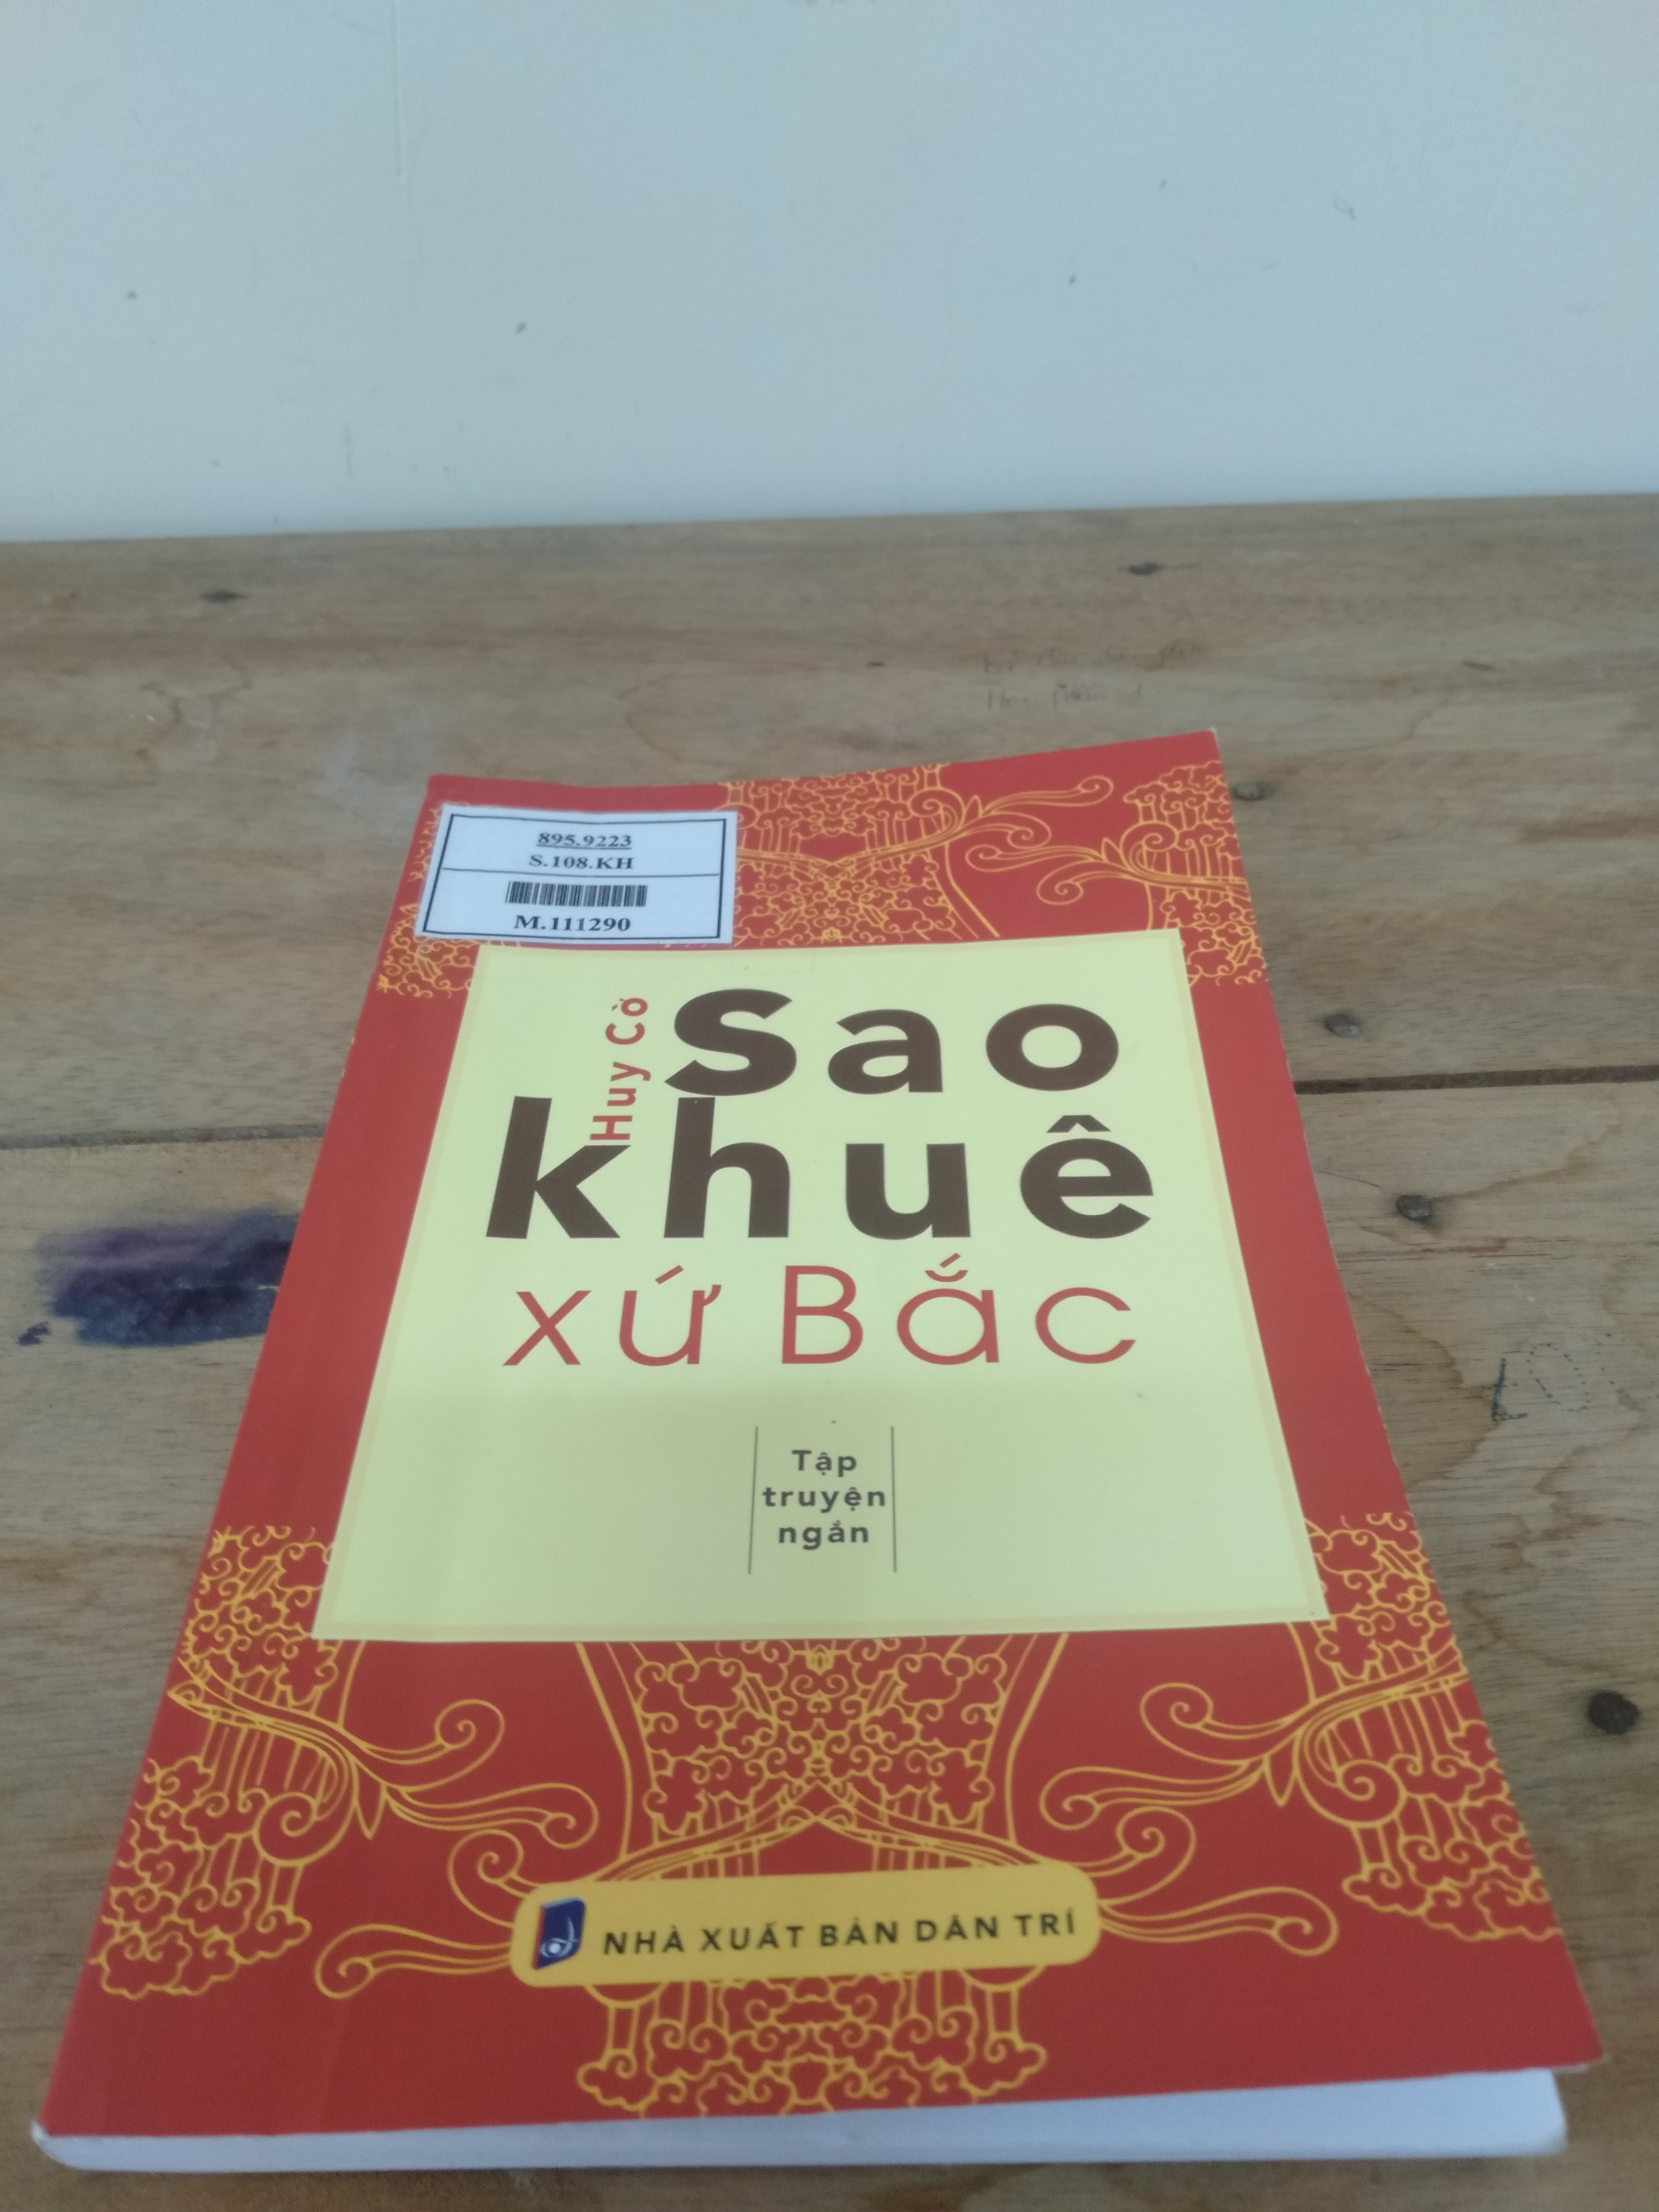 895.9223
S.108.KH
M.111290
Huy Cờ
Sao
khuê
xứ Bắc
Tập
truyện
ngắn
NHÀ XUẤT BẢN DÂN TRÍ